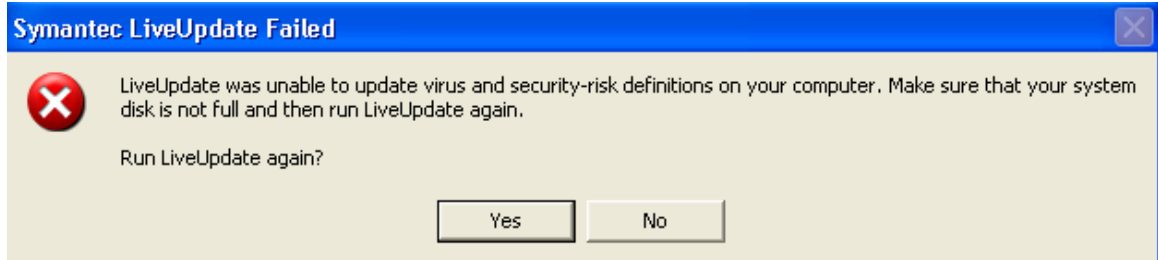 Symantec LiveUpdate Failed
LiveUpdate was unable to update virus and security-risk definitions on your computer. Make sure that your system
disk is not full and then run LiveUpdate again.
Run LiveUpdate again?
Yes
No